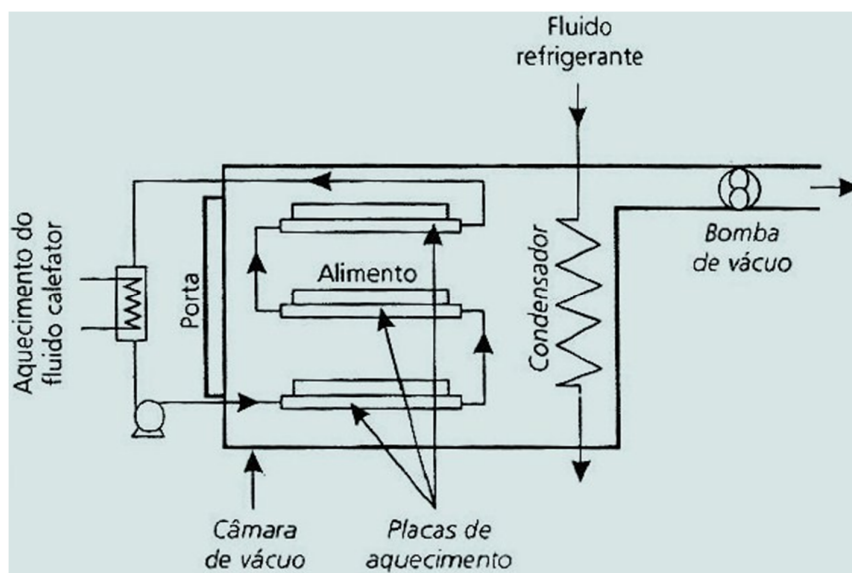 Fluido
refrigerante
Aquecimento do
fluido calefator
Porta
Alimento
Condensador
Bomba
de vácuo
Câmara
de vácuo
Placas de
aquecimento